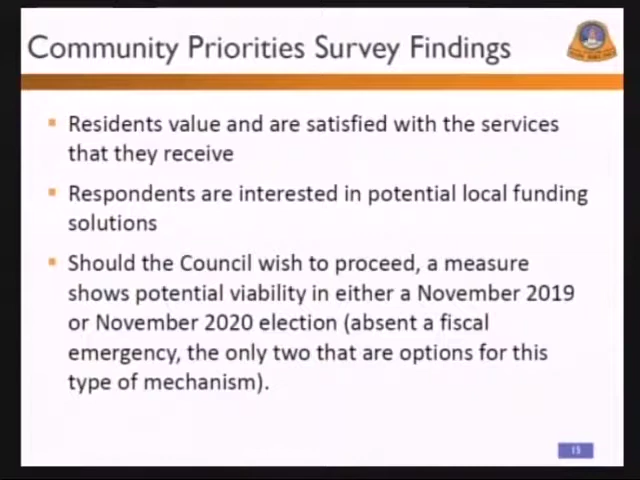 Community Priorities Survey Findings
Residents value and are satisfied with the services
that they receive
Respondents are interested in potential local funding
solutions
Should the Council wish to proceed, a measure
shows potential viability in either a November 2019
or November 2020 election (absent a fiscal
emergency, the only two that are options for this
type of mechanism).